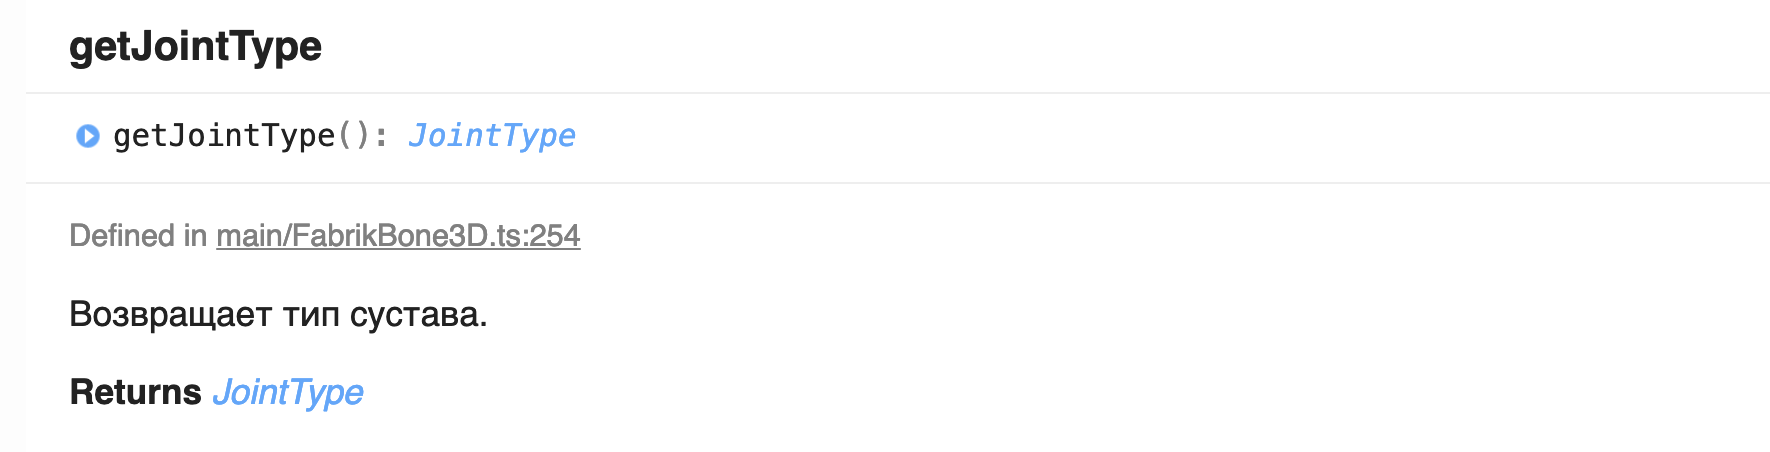 getJointType
getJointType(): JointType
Defined in main/FabrikBone3D.ts:254
Возвращает тип сустава.
Returns JointType